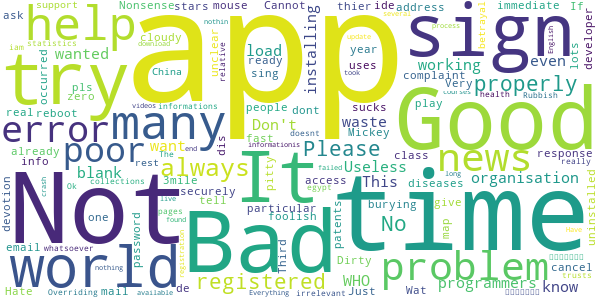 Nonsense stars mouse Cannot thier ide address immediate If ask
support cloudy wanted unclear relative installing betrayal developer
help app sign
occurred China load ready sing year uses working complaint Very lots even
try pls zero real reboot
error many people dont Don't fast waste sucks Mickey play properly Rubbish
statistics iam nothin several process update took English health courses download videos informations
already info poor want dis Please Good
blank always It news class response really
The end rest informationis doesnt access Useless This diseases organisation
devotion 3mile securely pitty failed particular tell foolish egypt long burying No give map uninstalled
Not Bad time
crash Ok collections live pages found one
email whatsoever password registration Third patents Dirty WHO problem
world registered programmers Have cancel trusts know
Hate nothing Overriding mail available de Everything irrelevant Just Wat